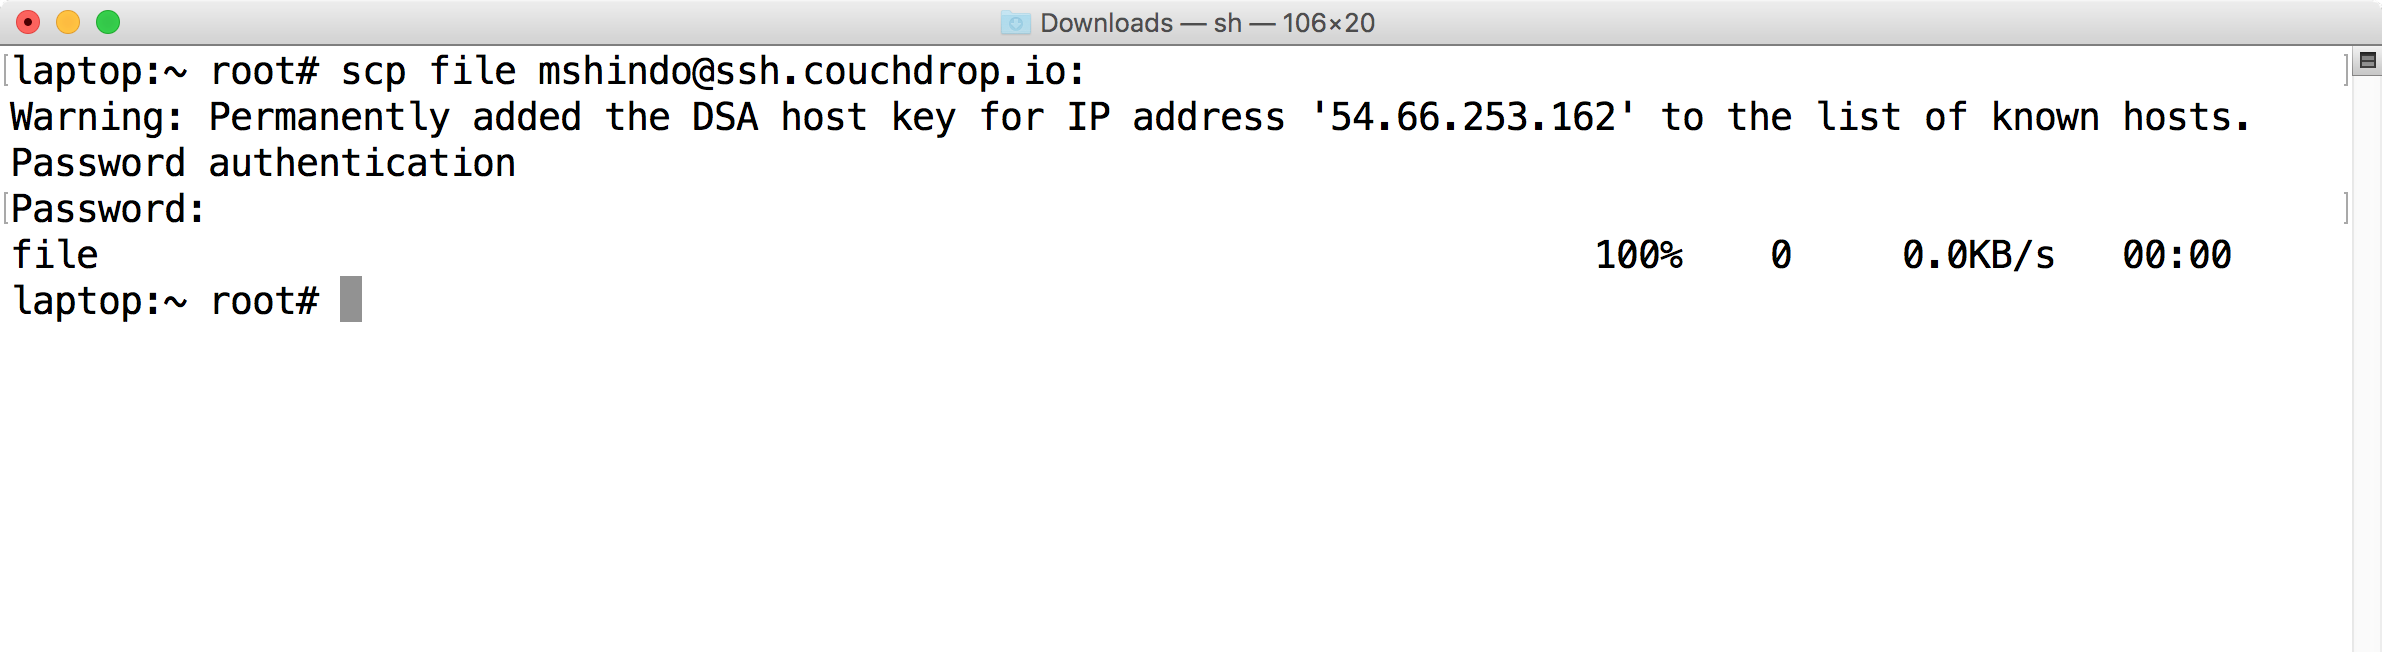 Downloads — sh — 106×20
laptop:~ root# scp file mshindo@ssh.couchdrop.io:
Warning: Permanently added the DSA host key for IP address '54.66.253.162' to the list of known hosts.
Password authentication
Password:
file 100% 0 0.0KB/s 00:00
laptop:~ root#